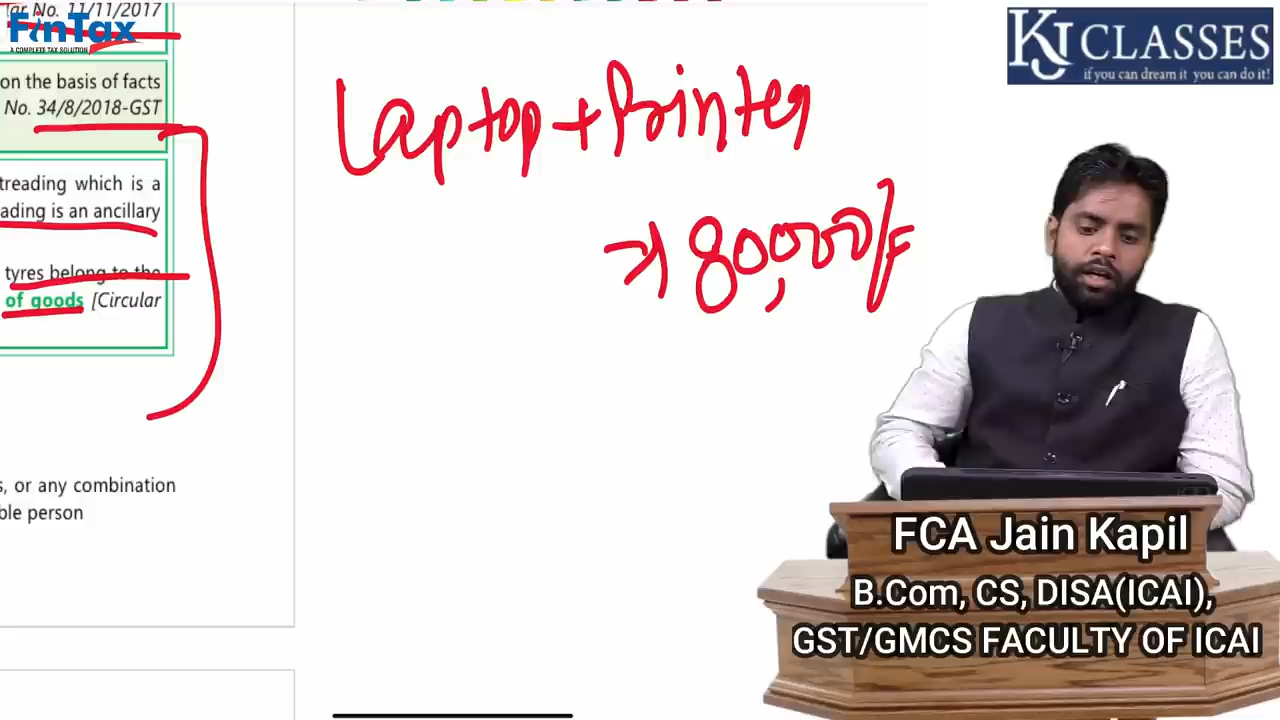 ar No. 11/11/2017
FinTax
A COMPLETE TAX SOLUTION
on the basis of facts
No. 34/8/2018-GST
treading which is a
ading is an ancillary
tyres belong to the
of goods [Circular
s, or any combination
ble person
Laptop + Printer
→ 80,000/-
KJ CLASSES
if you can dream it you can do it!
FCA Jain Kapil
B.Com, CS, DISA(ICAI),
GST/GMCS FACULTY OF ICAI